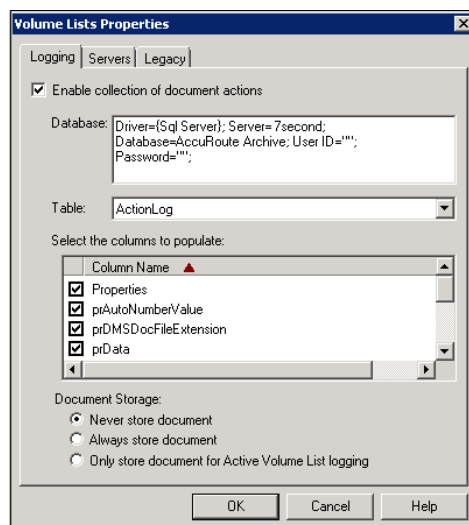 Volume Lists Properties
Logging Servers Legacy
Enable collection of document actions
Database: Driver={Sql Server}; Server=7second;
Database=AccuRoute Archive; User ID="";
Password="";
Table: ActionLog
Select the columns to populate:
Column Name
Properties
prAutoNumberValue
prDMSDocFileExtension
prData
Document Storage:
Never store document
Always store document
Only store document for Active Volume List logging
OK Cancel Help